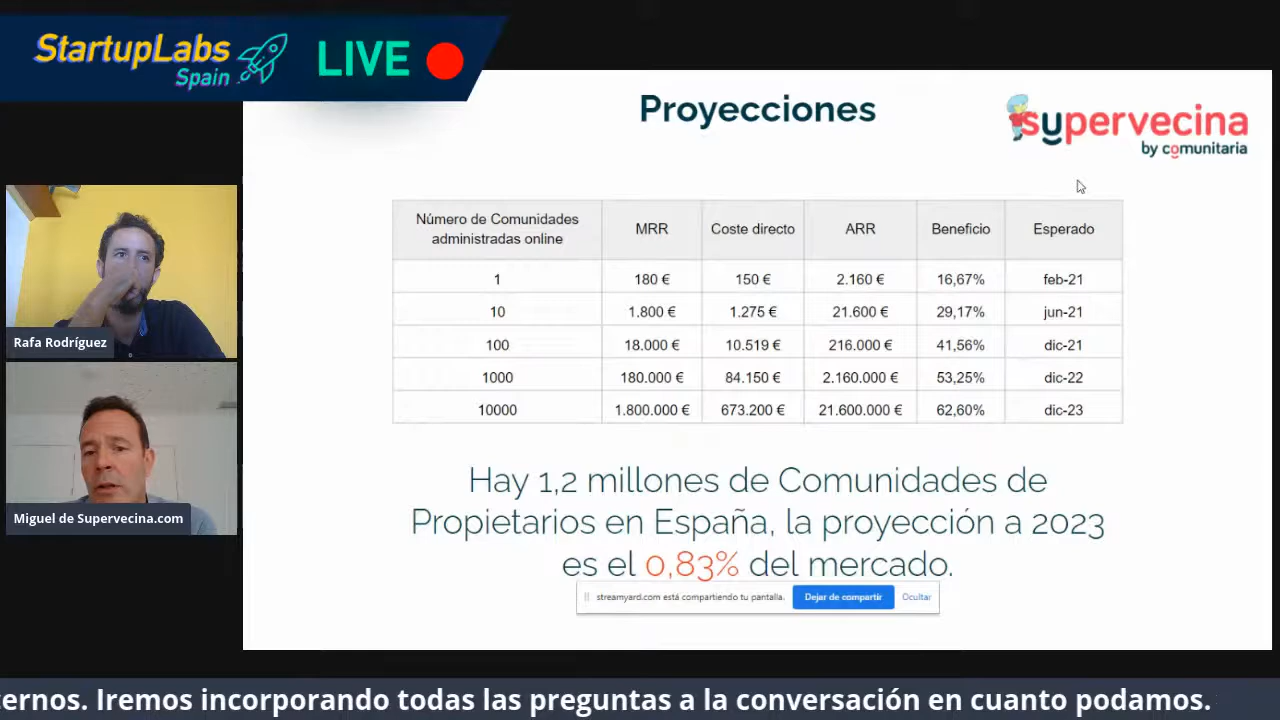 StartupLabs
Spain
LIVE
Proyecciones
supervecina
by comunitaria
Número de Comunidades administradas online | MRR | Coste directo | ARR | Beneficio | Esperado
1 | 180 € | 150 € | 2.160 € | 16,67% | feb-21
10 | 1.800 € | 1.275 € | 21.600 € | 29,17% | jun-21
100 | 18.000 € | 10.519 € | 216.000 € | 41,56% | dic-21
1000 | 180.000 € | 84.150 € | 2.160.000 € | 53,25% | dic-22
10000 | 1.800.000 € | 673.200 € | 21.600.000 € | 62,60% | dic-23
Rafa Rodríguez
Miguel de Supervecina.com
Hay 1,2 millones de Comunidades de
Propietarios en España, la proyección a 2023
es el 0,83% del mercado.
streamyard.com está compartiendo tu pantalla. Dejar de compartir Ocultar
ernos. Iremos incorporando todas las preguntas a la conversación en cuanto podamos.